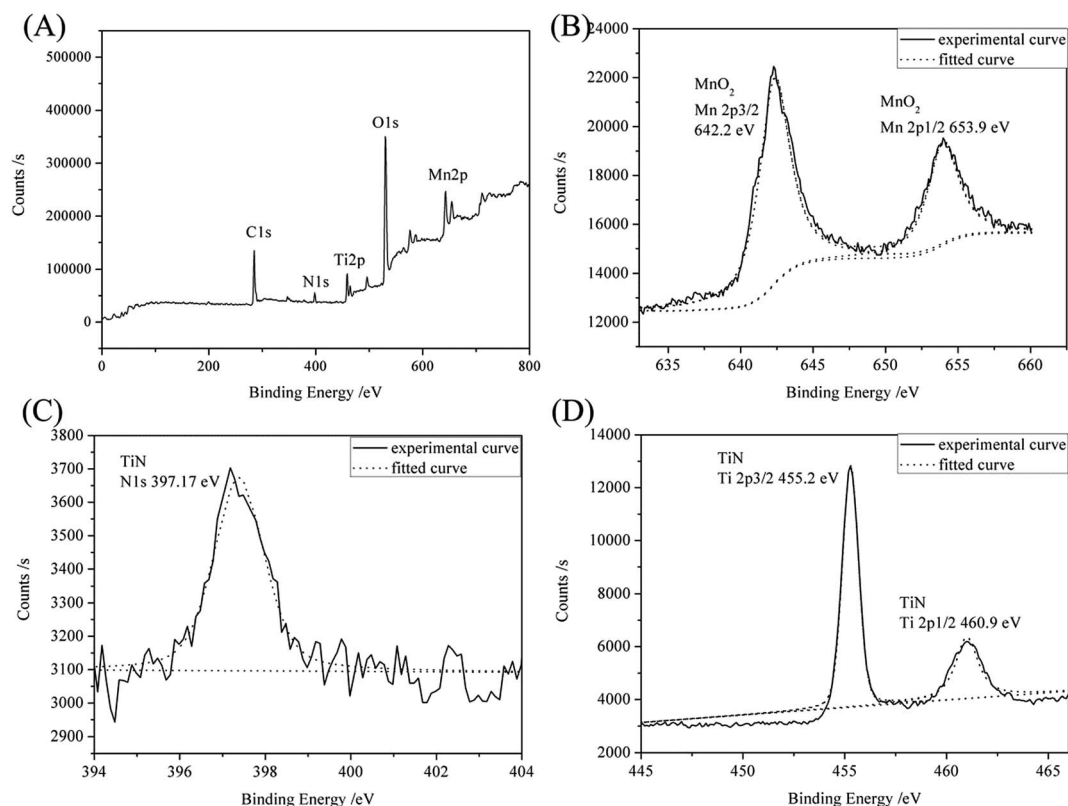 (A)
500000
400000
300000
200000
100000
0
Counts /s
C1s
N1s
Ti2p
O1s
Mn2p
0 200 400 600 800
Binding Energy /eV
(B)
experimental curve
fitted curve
22000
20000
18000
16000
14000
12000
Counts /s
MnO₂
Mn 2p3/2
642.2 eV
MnO₂
Mn 2p1/2 653.9 eV
635 640 645 650 655 660
Binding Energy /eV
(C)
experimental curve
fitted curve
3800
3700
3600
3500
3400
3300
3200
3100
3000
2900
Counts /s
TiN
N1s 397.17 eV
394 396 398 400 402 404
Binding Energy /eV
(D)
experimental curve
fitted curve
14000
12000
10000
8000
6000
4000
2000
Counts /s
TiN
Ti 2p3/2 455.2 eV
TiN
Ti 2p1/2 460.9 eV
445 450 455 460 465
Binding Energy /eV